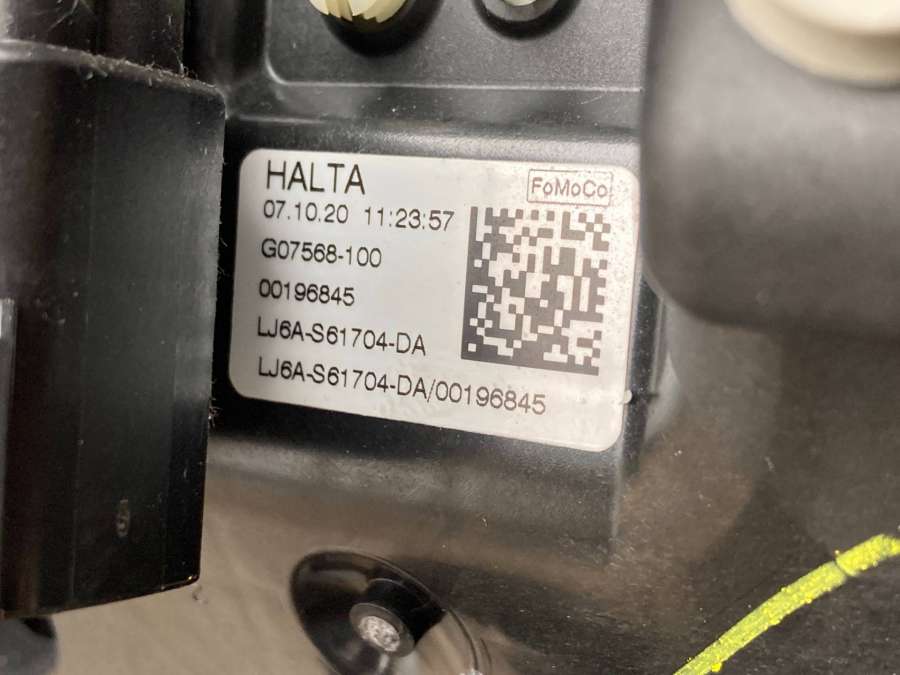 HALTA
FoMoCo
07.10.20 11:23:57
G07568-100
00196845
LJ6A-S61704-DA
LJ6A-S61704-DA/00196845